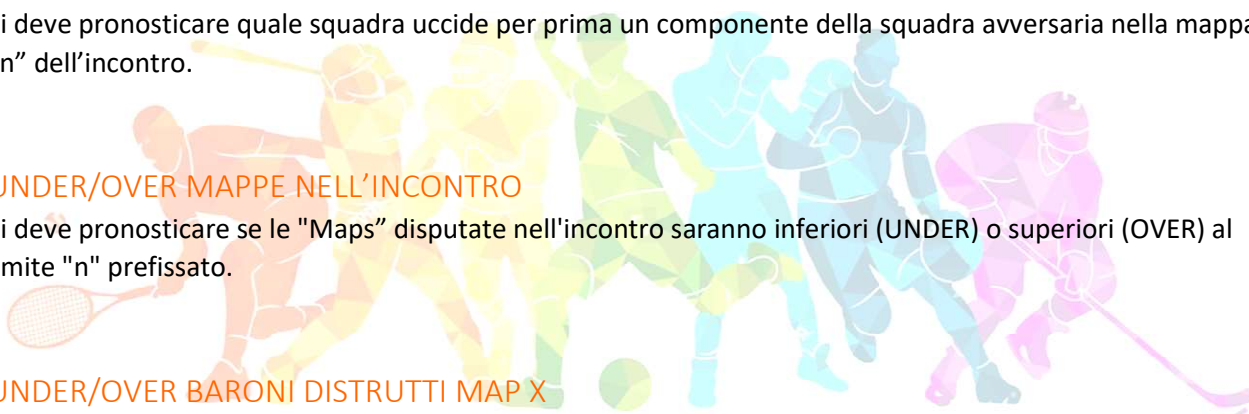 i deve pronosticare quale squadra uccide per prima un componente della squadra avversaria nella mappa
n” dell’incontro.
UNDER/OVER MAPPE NELL’INCONTRO
i deve pronosticare se le "Maps” disputate nell'incontro saranno inferiori (UNDER) o superiori (OVER) al
mite "n" prefissato.
UNDER/OVER BARONI DISTRUTTI MAP X